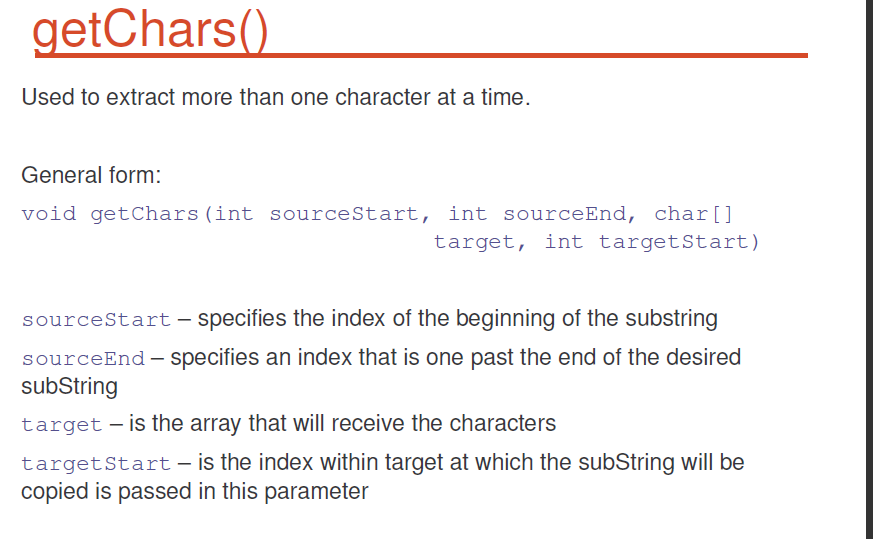 getChars()
Used to extract more than one character at a time.
General form:
void getChars(int sourceStart, int sourceEnd, char[]
target, int targetStart)
sourceStart – specifies the index of the beginning of the substring
sourceEnd – specifies an index that is one past the end of the desired
subString
target – is the array that will receive the characters
targetStart – is the index within target at which the subString will be
copied is passed in this parameter